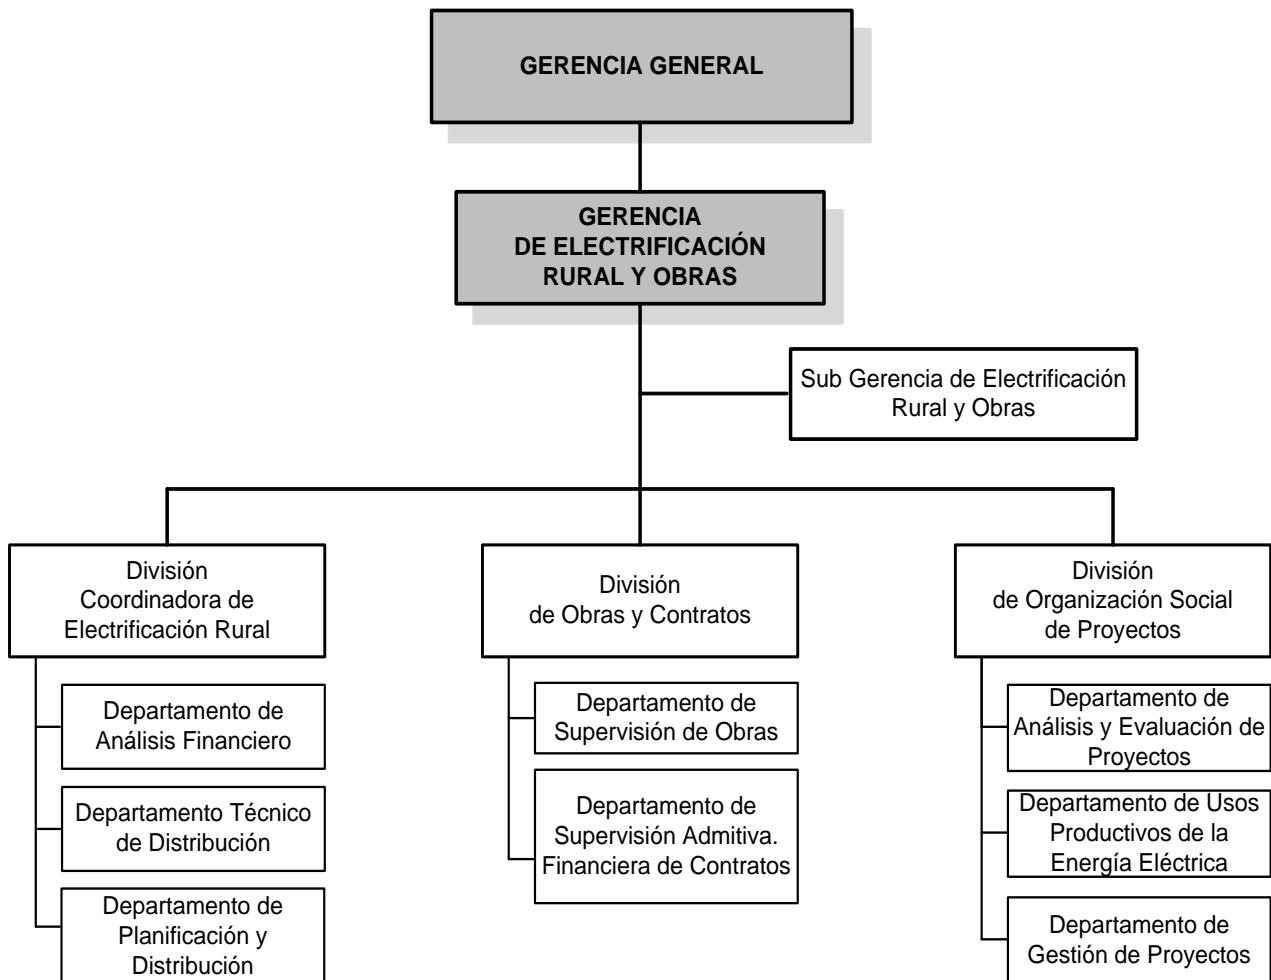 GERENCIA GENERAL
GERENCIA
DE ELECTRIFICACIÓN
RURAL Y OBRAS
Sub Gerencia de Electrificación
Rural y Obras
División
Coordinadora de
Electrificación Rural
Departamento de
Análisis Financiero
Departamento Técnico
de Distribución
Departamento de
Planificación y
Distribución
División
de Obras y Contratos
Departamento de
Supervisión de Obras
Departamento de
Supervisión Admitiva.
Financiera de Contratos
División
de Organización Social
de Proyectos
Departamento de
Análisis y Evaluación de
Proyectos
Departamento de Usos
Productivos de la
Energía Eléctrica
Departamento de
Gestión de Proyectos